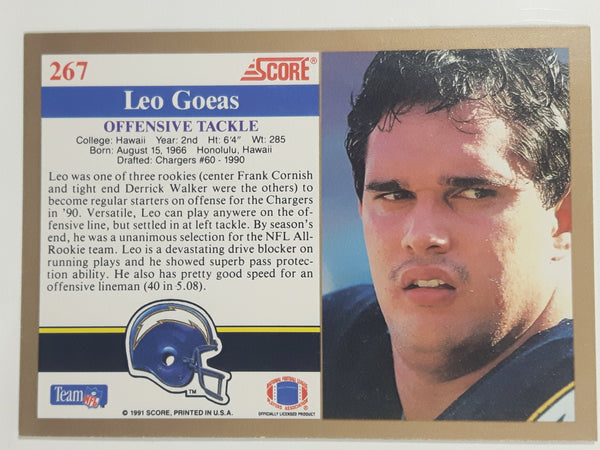 267
SCORE®
Leo Goeas
OFFENSIVE TACKLE
College: Hawaii Year: 2nd Ht: 6'4" Wt: 285
Born: August 15, 1966 Honolulu, Hawaii
Drafted: Chargers #60 - 1990
Leo was one of three rookies (center Frank Cornish
and tight end Derrick Walker were the others) to
become regular starters on offense for the Chargers
in '90. Versatile, Leo can play anywere on the of-
fensive line, but settled in at left tackle. By season's
end, he was a unanimous selection for the NFL All-
Rookie team. Leo is a devastating drive blocker on
running plays and he showed superb pass protec-
tion ability. He also has pretty good speed for an
offensive lineman (40 in 5.08).
TM
Team NFL
© 1991 SCORE, PRINTED IN U.S.A.
NATIONAL FOOTBALL LEAGUE
PLAYERS ASSOCIATION
OFFICIALLY LICENSED PRODUCT